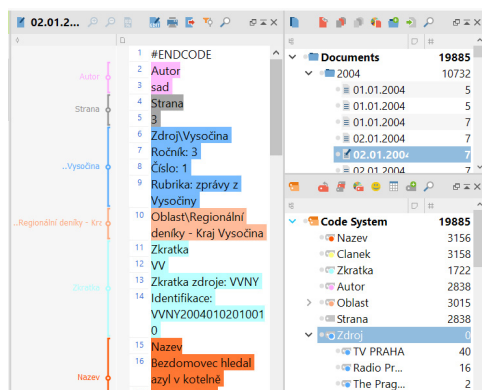 02.01.2...
Autor
Strana
..Vysočina
..Regionální deníky - Kra
Zkratka
Nazev
1 #ENDCODE
2 Autor
3 sad
4 Strana
5 3
6 Zdroj\Vysočina
7 Ročník: 3
8 Číslo: 1
9 Rubrika: zprávy z
Vysočiny
10 Oblast\Regionální
deníky - Kraj Vysočina
11 Zkratka
12 VV
13 Zkratka zdroje: VVNY
14 Identifikace:
VVNY2004010201001
0
15 Nazev
16 Bezdomovec hledal
azyl v kotelně
Documents 19885
2004 10732
01.01.2004 5
01.01.2004 5
01.01.2004 7
02.01.2004 7
02.01.2004 7
02.01.2004 7
Code System 19885
Nazev 3156
Clanek 3158
Zkratka 1722
Autor 2838
Oblast 3015
Strana 2838
Zdroj 0
TV PRAHA 40
Radio Pr... 16
The Prag... 2